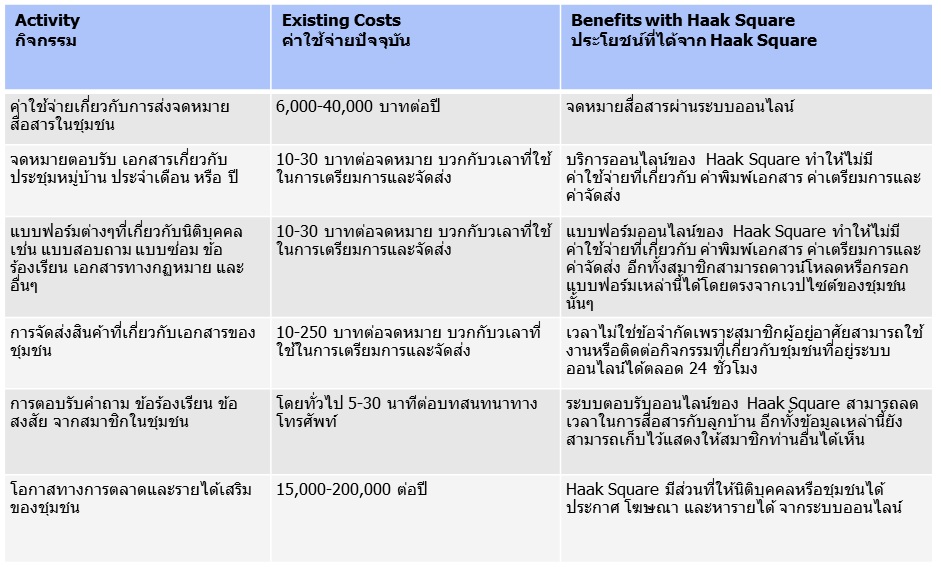 Activity
กิจกรรม
Existing Costs
ค่าใช้จ่ายปัจจุบัน
Benefits with Haak Square
ประโยชน์ที่ได้จาก Haak Square
ค่าใช้จ่ายเกี่ยวกับการส่งจดหมาย
สื่อสารในชุมชน
6,000-40,000 บาทต่อปี
จดหมายสื่อสารผ่านระบบออนไลน์
จดหมายตอบรับ เอกสารเกี่ยวกับ
ประชุมหมู่บ้าน ประจำเดือน หรือ ปี
10-30 บาทต่อจดหมาย บวกกับวเลาที่ใช้
ในการเตรียมการและจัดส่ง
บริการออนไลน์ของ Haak Square ทำให้ไม่มี
ค่าใช้จ่ายที่เกี่ยวกับ ค่าพิมพ์เอกสาร ค่าเตรียมการและ
ค่าจัดส่ง
แบบฟอร์มต่างๆที่เกี่ยวกับนิติบุคคล
เช่น แบบสอบถาม แบบซ่อม ข้อ
ร้องเรียน เอกสารทางกฏหมาย และ
อื่นๆ
10-30 บาทต่อจดหมาย บวกกับวเลาที่ใช้
ในการเตรียมการและจัดส่ง
แบบฟอร์มออนไลน์ของ Haak Square ทำให้ไม่มี
ค่าใช้จ่ายที่เกี่ยวกับ ค่าพิมพ์เอกสาร ค่าเตรียมการและ
ค่าจัดส่ง อีกทั้งสมาชิกสามารถดาวน์โหลดหรือกรอก
แบบฟอร์มเหล่านี้ได้โดยตรงจากเวปไซต์ของชุมชน
นั้นๆ
การจัดส่งสินค้าที่เกี่ยวกับเอกสารของ
ชุมชน
10-250 บาทต่อจดหมาย บวกกับวเลาที่
ใช้ในการเตรียมการและจัดส่ง
เวลาไม่ใช่ข้อจำกัดเพราะสมาชิกผู้อยู่อาศัยสามารถใช้
งานหรือติดต่อกิจกรรมที่เกี่ยวกับชุมชนที่อยู่ระบบ
ออนไลน์ได้ตลอด 24 ชั่วโมง
การตอบรับคำถาม ข้อร้องเรียน ข้อ
สงสัย จากสมาชิกในชุมชน
โดยทั่วไป 5-30 นาทีต่อบทสนทนาทาง
โทรศัพท์
ระบบตอบรับออนไลน์ของ Haak Square สามารถลด
เวลาในการสื่อสารกับลูกบ้าน อีกทั้งข้อมูลเหล่านี้ยัง
สามารถเก็บไว้แสดงให้สมาชิกท่านอื่นได้เห็น
โอกาสทางการตลาดและรายได้เสริม
ของชุมชน
15,000-200,000 ต่อปี
Haak Square มีส่วนที่ให้นิติบุคคลหรือชุมชนได้
ประกาศ โฆษณา และหารายได้ จากระบบออนไลน์